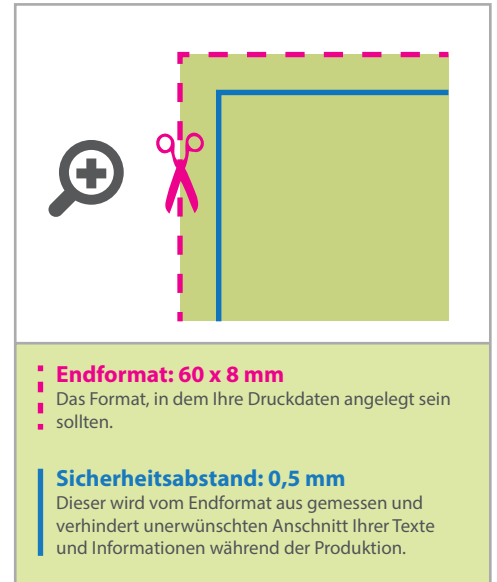 Endformat: 60 x 8 mm
Das Format, in dem Ihre Druckdaten angelegt sein
sollten.
Sicherheitsabstand: 0,5 mm
Dieser wird vom Endformat aus gemessen und
verhindert unerwünschten Anschnitt Ihrer Texte
und Informationen während der Produktion.